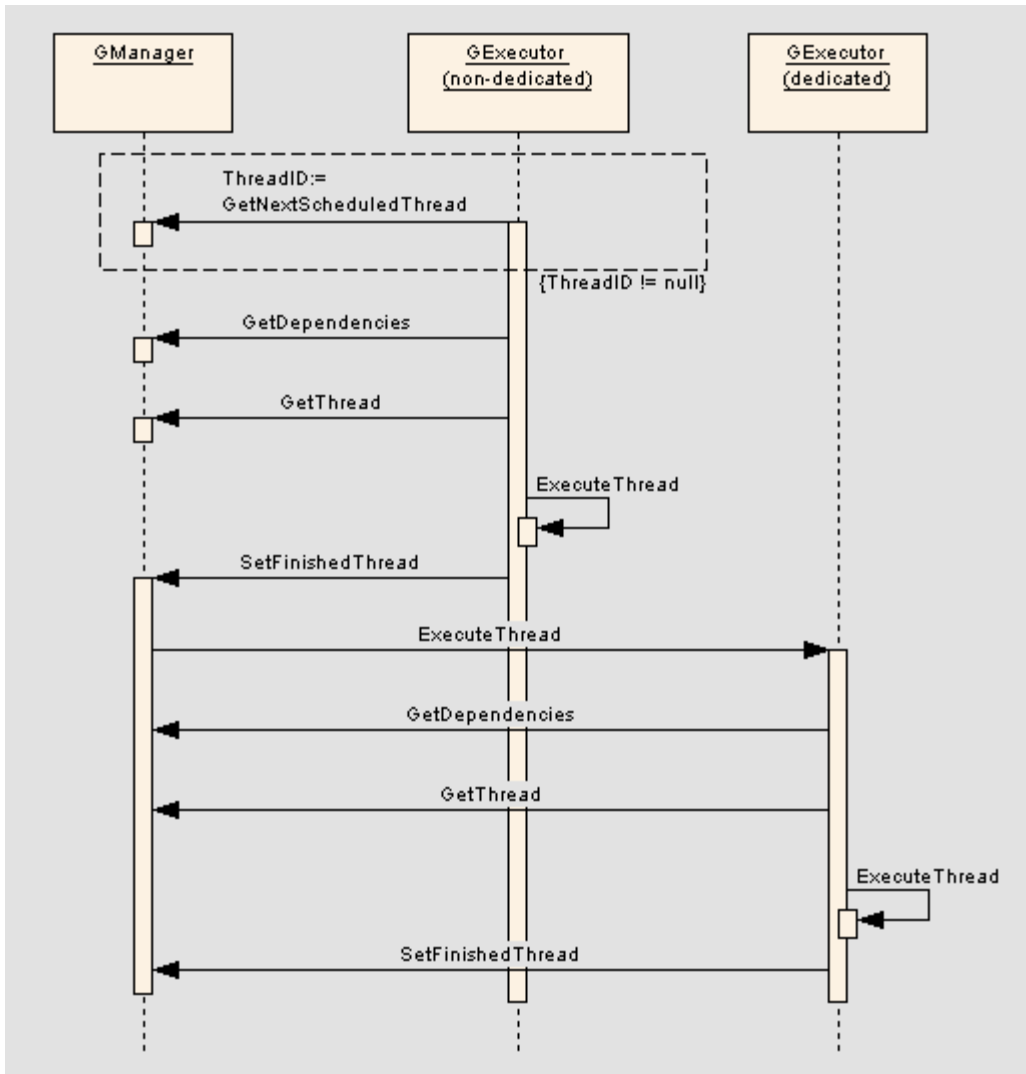 GManager
GExecutor
(non-dedicated)
GExecutor
(dedicated)
ThreadID:=
GetNextScheduledThread
{ThreadID != null}
GetDependencies
GetThread
ExecuteThread
SetFinishedThread
ExecuteThread
GetDependencies
GetThread
ExecuteThread
SetFinishedThread